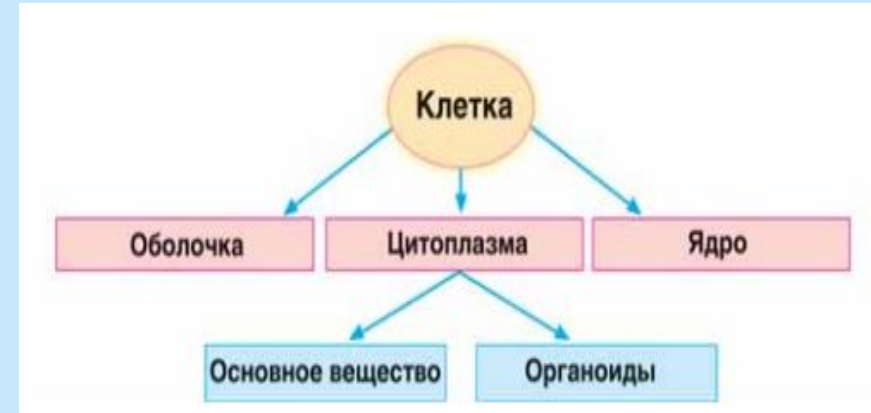 Клетка
Оболочка
Цитоплазма
Ядро
Основное вещество
Органоиды